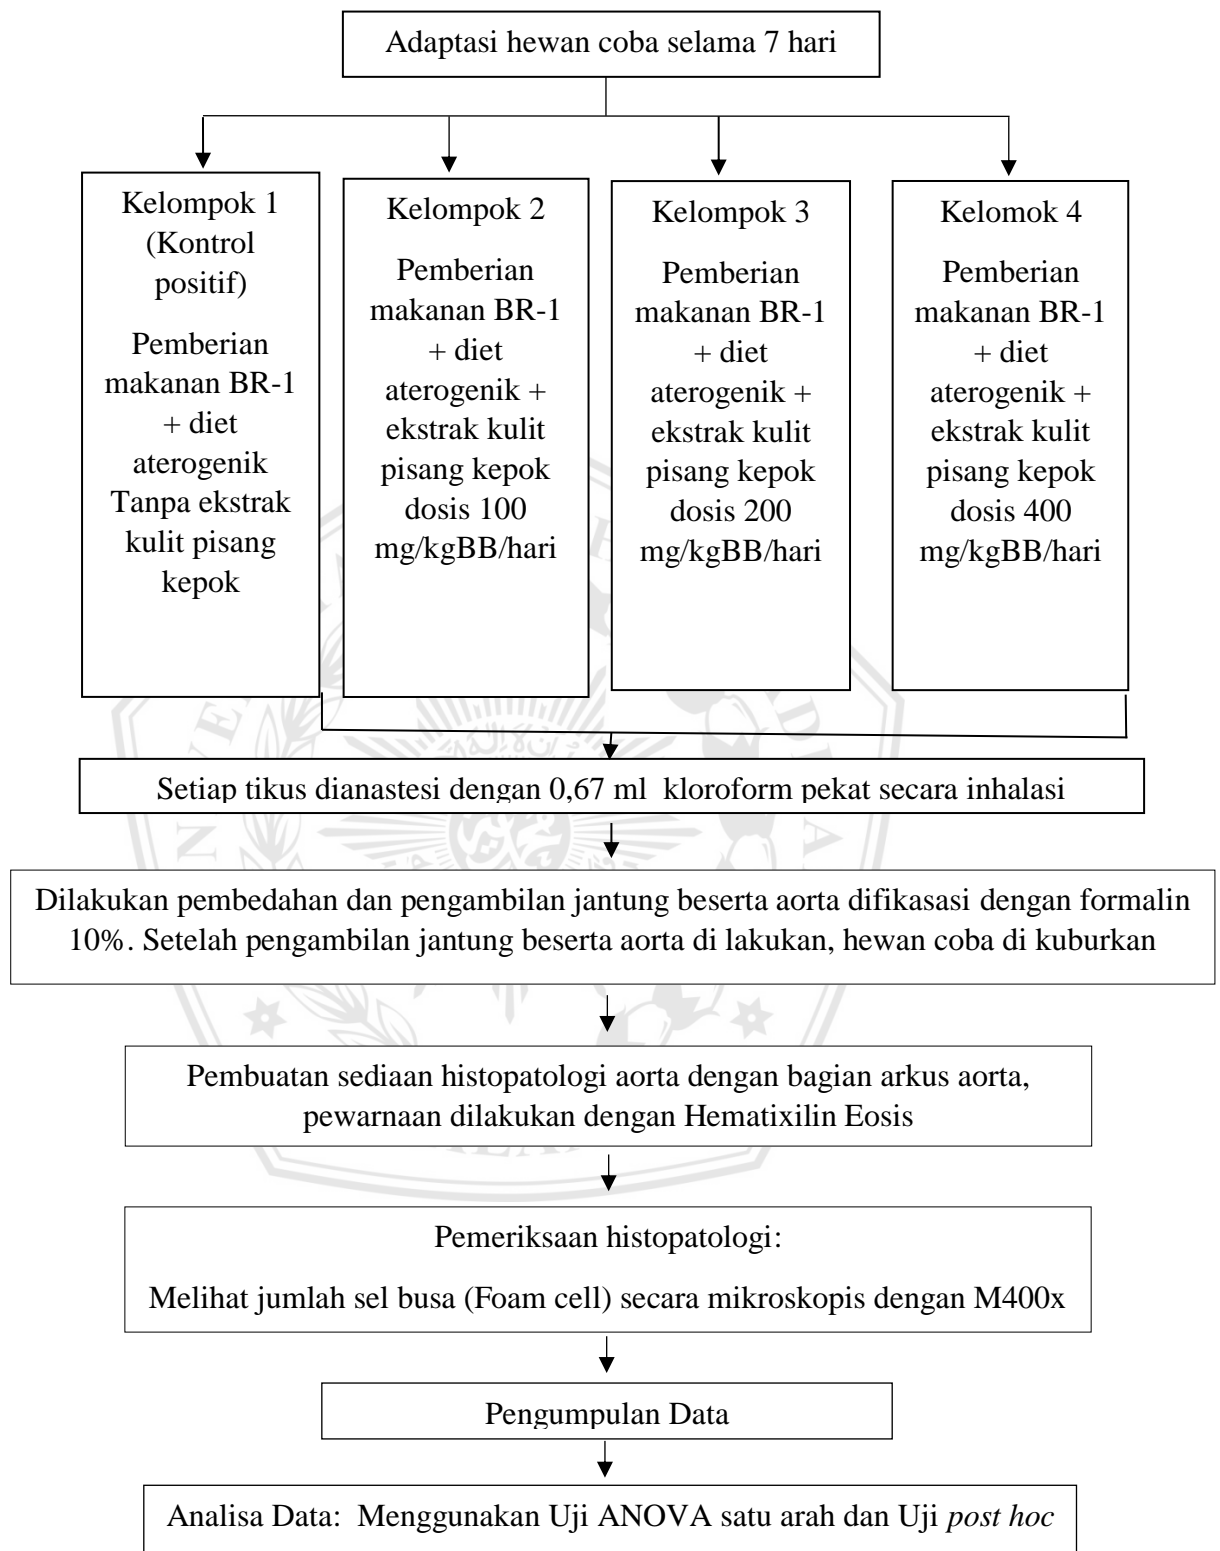 Adaptasi hewan coba selama 7 hari
Kelompok 1
(Kontrol
positif)
Pemberian
makanan BR-1
+ diet
aterogenik
Tanpa ekstrak
kulit pisang
kepok
Kelompok 2
Pemberian
makanan BR-1
+ diet
aterogenik +
ekstrak kulit
pisang kepok
dosis 100
mg/kgBB/hari
Kelompok 3
Pemberian
makanan BR-1
+ diet
aterogenik +
ekstrak kulit
pisang kepok
dosis 200
mg/kgBB/hari
Kelomok 4
Pemberian
makanan BR-1
+ diet
aterogenik +
ekstrak kulit
pisang kepok
dosis 400
mg/kgBB/hari
Setiap tikus dianastesi dengan 0,67 ml  kloroform pekat secara inhalasi
Dilakukan pembedahan dan pengambilan jantung beserta aorta difikasasi dengan formalin
10%. Setelah pengambilan jantung beserta aorta di lakukan, hewan coba di kuburkan
Pembuatan sediaan histopatologi aorta dengan bagian arkus aorta,
pewarnaan dilakukan dengan Hematixilin Eosis
Pemeriksaan histopatologi:
Melihat jumlah sel busa (Foam cell) secara mikroskopis dengan M400x
Pengumpulan Data
Analisa Data:  Menggunakan Uji ANOVA satu arah dan Uji post hoc